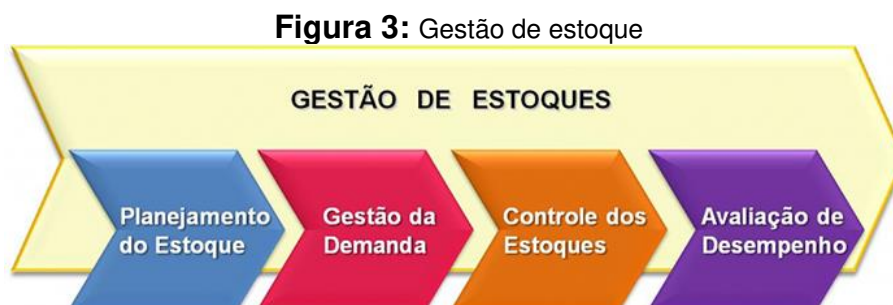 Figura 3: Gestão de estoque
GESTÃO DE ESTOQUES
Planejamento
do Estoque
Gestão da
Demanda
Controle dos
Estoques
Avaliação de
Desempenho